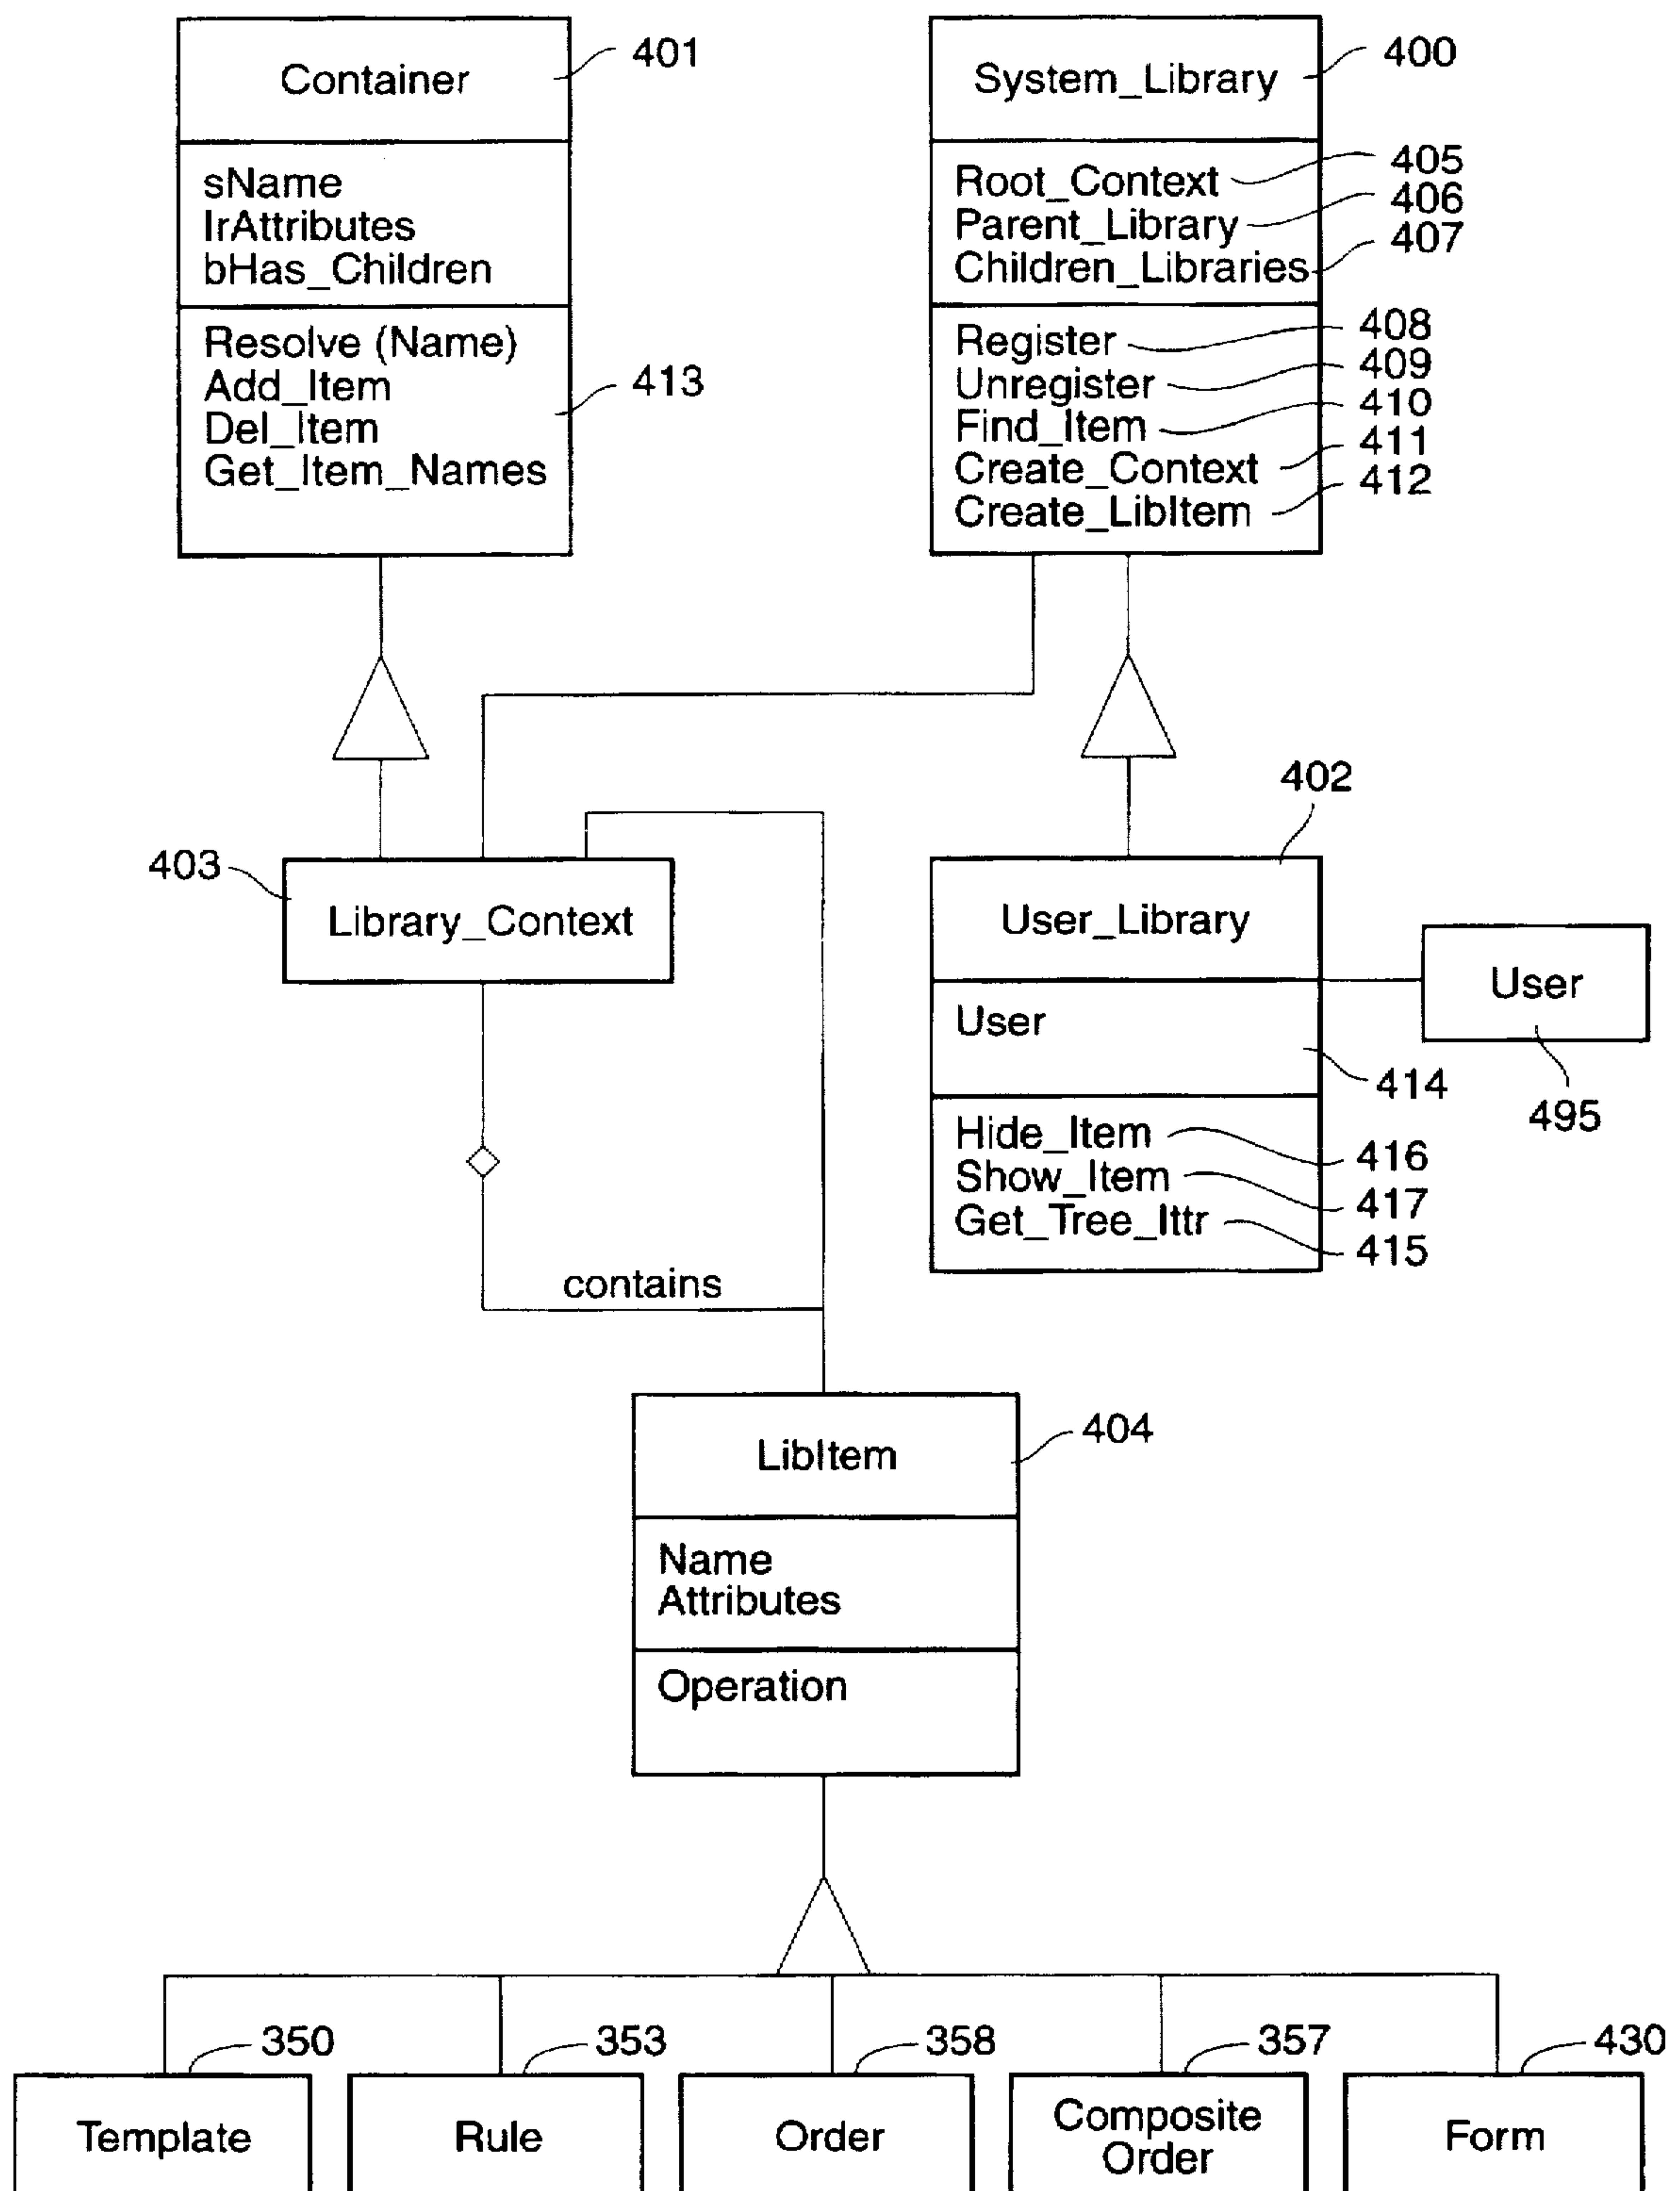 Container
401
sName
IrAttributes
bHas_Children
Resolve (Name)
Add_Item
Del_Item
Get_Item_Names
413
System_Library
400
Root_Context
405
Parent_Library
406
Children_Libraries
407
Register
408
Unregister
409
Find_Item
410
Create_Context
411
Create_LibItem
412
403
Library_Context
402
User_Library
User
414
Hide_Item
416
Show_Item
417
Get_Tree_Ittr
415
User
495
contains
LibItem
404
Name
Attributes
Operation
350
Template
353
Rule
358
Order
357
Composite
Order
430
Form